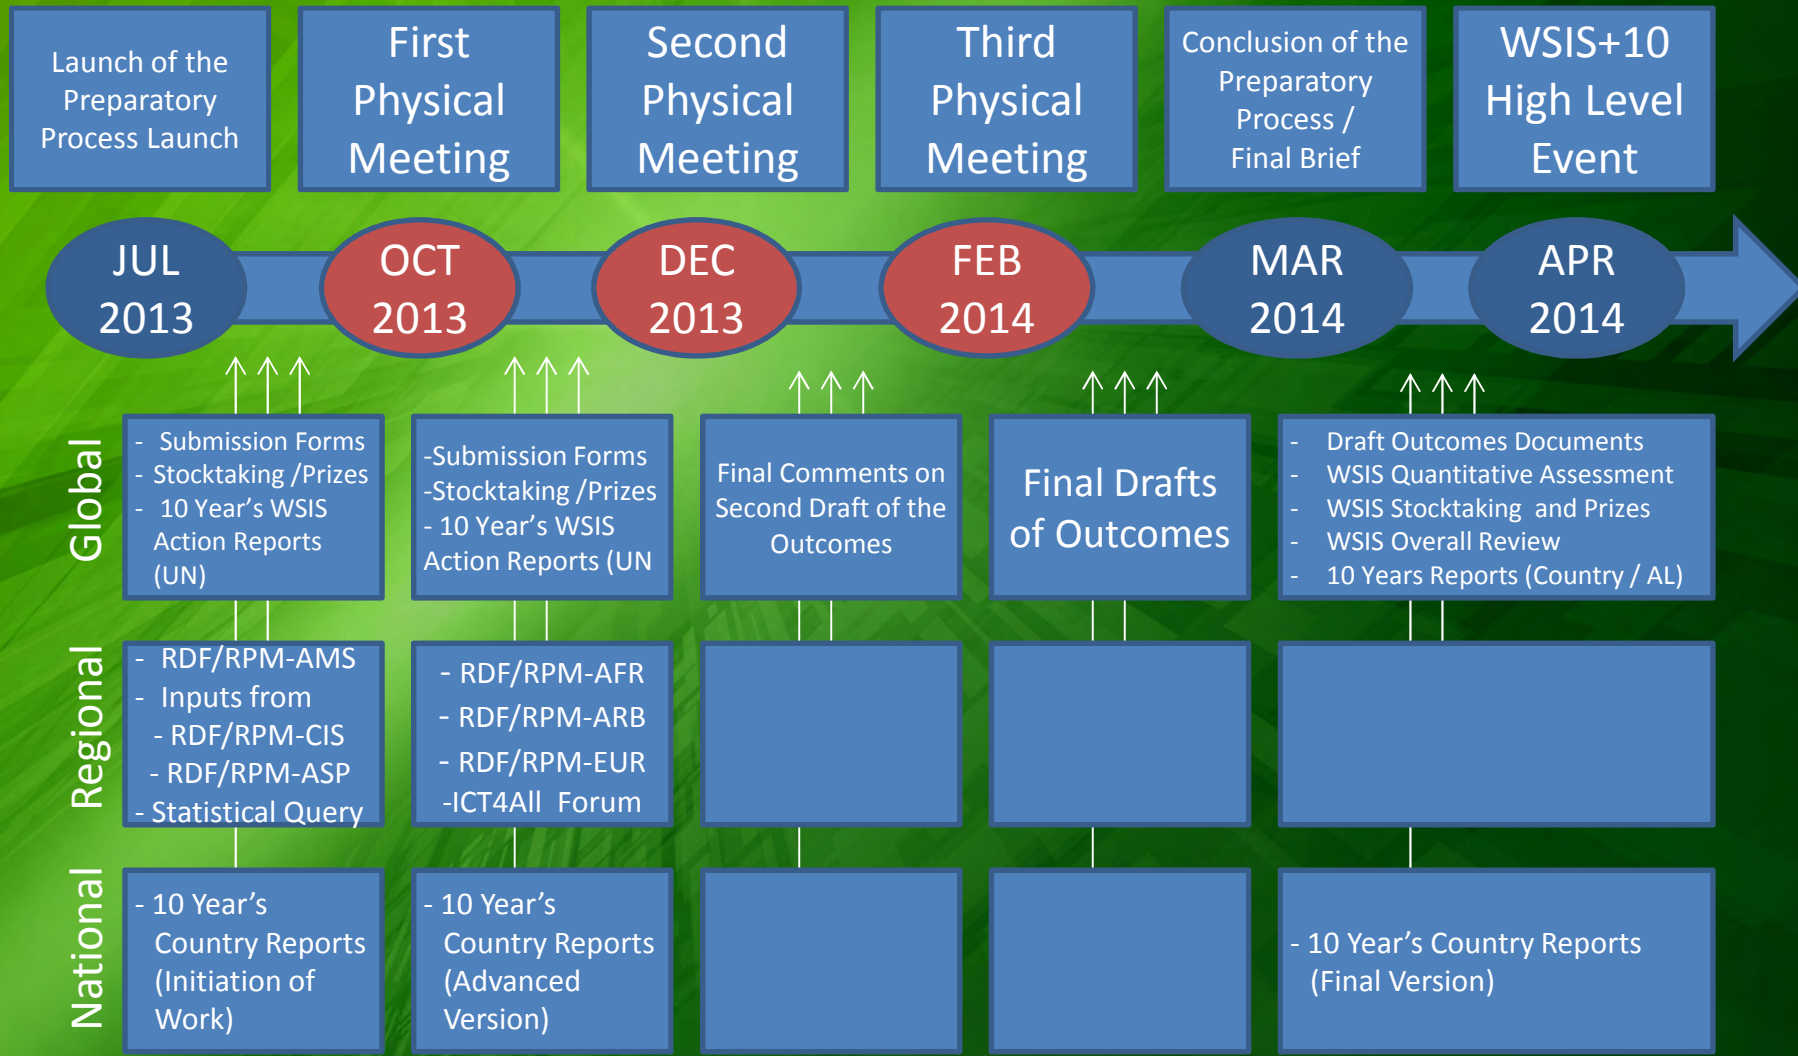 Launch of the
Preparatory
Process Launch
First
Physical
Meeting
Second
Physical
Meeting
Third
Physical
Meeting
Conclusion of the
Preparatory
Process /
Final Brief
WSIS+10
High Level
Event
JUL
2013
OCT
2013
DEC
2013
FEB
2014
MAR
2014
APR
2014
Global
- Submission Forms
- Stocktaking /Prizes
- 10 Year’s WSIS
Action Reports
(UN)
-Submission Forms
-Stocktaking /Prizes
- 10 Year’s WSIS
Action Reports (UN
Final Comments on
Second Draft of the
Outcomes
Final Drafts
of Outcomes
- Draft Outcomes Documents
- WSIS Quantitative Assessment
- WSIS Stocktaking and Prizes
- WSIS Overall Review
- 10 Years Reports (Country / AL)
Regional
- RDF/RPM-AMS
- Inputs from
- RDF/RPM-CIS
- RDF/RPM-ASP
- Statistical Query
- RDF/RPM-AFR
- RDF/RPM-ARB
- RDF/RPM-EUR
-ICT4All Forum
National
- 10 Year’s
Country Reports
(Initiation of
Work)
- 10 Year’s
Country Reports
(Advanced
Version)
- 10 Year’s Country Reports
(Final Version)